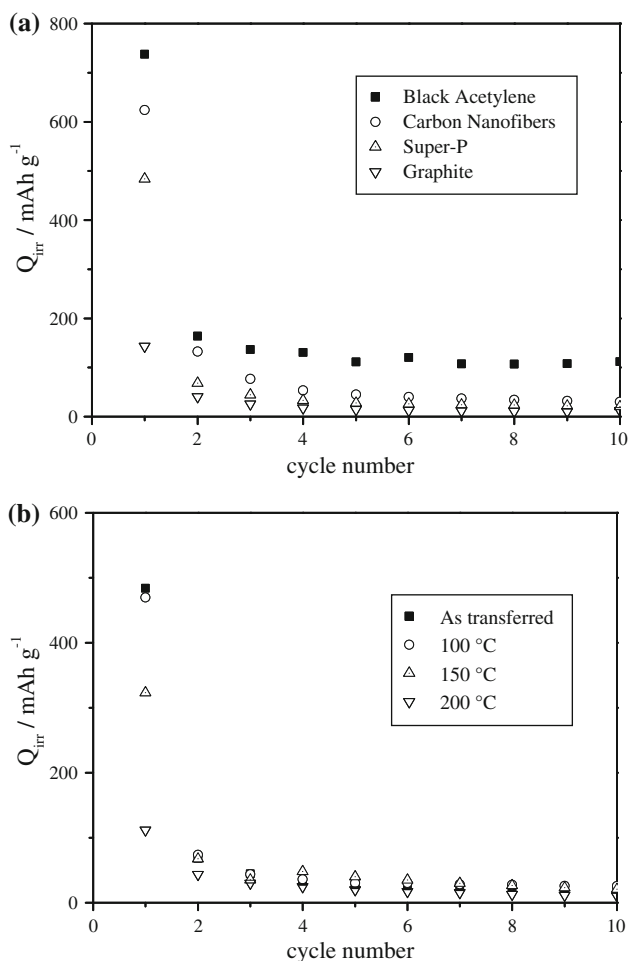 (a)
800
600
400
200
0
Q_irr / mAh g⁻¹
Black Acetylene
Carbon Nanofibers
Super-P
Graphite
0 2 4 6 8 10
cycle number
(b)
600
400
200
0
Q_irr / mAh g⁻¹
As transferred
100 °C
150 °C
200 °C
0 2 4 6 8 10
cycle number